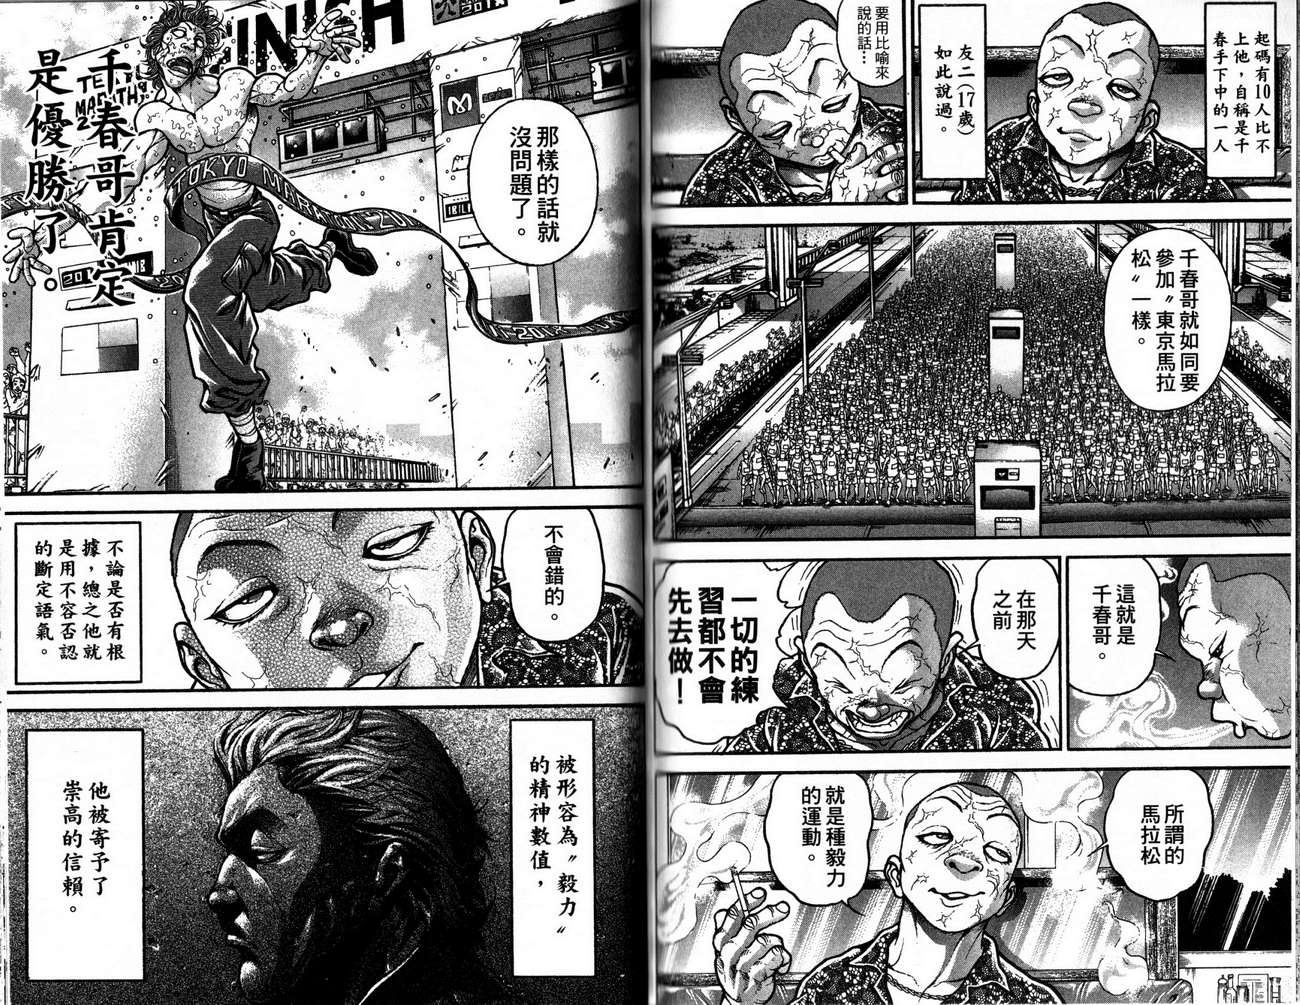 起碼有10人比不
上他，自稱是千
春手下中的一人
友二(17歲)
如此說過。
要用比喻來
說的話…
千春哥就如同要
參加〝東京馬拉
松〞一樣。
這就是
千春哥。
在那天
之前
一切的練
習都不會
先去做！
所謂的
馬拉松
就是種毅力
的運動。
那樣的話就
沒問題了。
千春哥肯定
是優勝了。
FINISH
TOKYO MARATHON 201
不會錯的。
不論是否有根
據，總之他就
是用不容否認
的斷定語氣。
被形容為〝毅力〞
的精神數值，
他被寄予了
崇高的信賴。